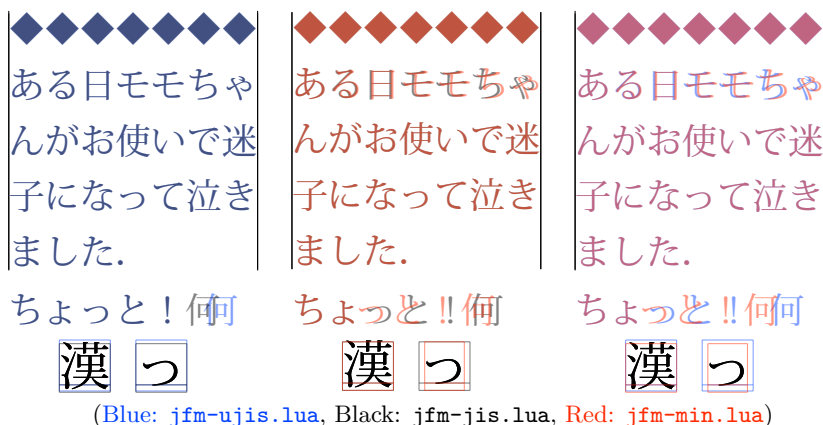 ◆◆◆◆◆◆◆
ある日モモちゃ
んがお使いで迷
子になって泣き
ました.
ちょっと！何
漢 っ
◆◆◆◆◆◆◆
ある日モモちゃ
んがお使いで迷
子になって泣き
ました.
ちょっと！！何
漢 っ
◆◆◆◆◆◆◆
ある日モモちゃ
んがお使いで迷
子になって泣き
ました.
ちょっと！！何
漢 っ
(Blue: jfm-ujis.lua, Black: jfm-jis.lua, Red: jfm-min.lua)